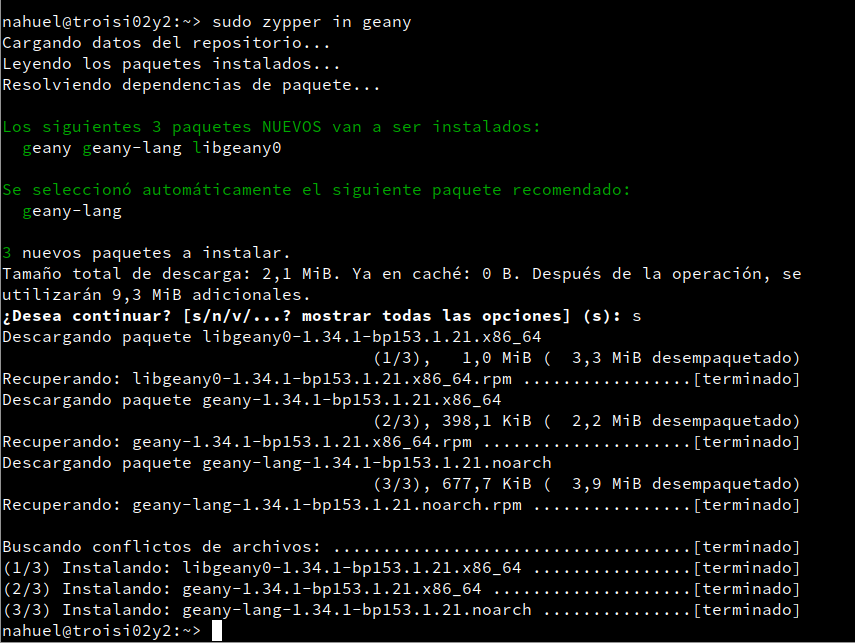 nahuel@troisi02y2:~> sudo zypper in geany
Cargando datos del repositorio...
Leyendo los paquetes instalados...
Resolviendo dependencias de paquete...

Los siguientes 3 paquetes NUEVOS van a ser instalados:
  geany geany-lang libgeany0

Se seleccionó automáticamente el siguiente paquete recomendado:
  geany-lang

3 nuevos paquetes a instalar.
Tamaño total de descarga: 2,1 MiB. Ya en caché: 0 B. Después de la operación, se
utilizarán 9,3 MiB adicionales.
¿Desea continuar? [s/n/v/...? mostrar todas las opciones] (s): s
Descargando paquete libgeany0-1.34.1-bp153.1.21.x86_64
                                     (1/3),   1,0 MiB (  3,3 MiB desempaquetado)
Recuperando: libgeany0-1.34.1-bp153.1.21.x86_64.rpm .................[terminado]
Descargando paquete geany-1.34.1-bp153.1.21.x86_64
                                     (2/3), 398,1 KiB (  2,2 MiB desempaquetado)
Recuperando: geany-1.34.1-bp153.1.21.x86_64.rpm .....................[terminado]
Descargando paquete geany-lang-1.34.1-bp153.1.21.noarch
                                     (3/3), 677,7 KiB (  3,9 MiB desempaquetado)
Recuperando: geany-lang-1.34.1-bp153.1.21.noarch.rpm ................[terminado]

Buscando conflictos de archivos: ....................................[terminado]
(1/3) Instalando: libgeany0-1.34.1-bp153.1.21.x86_64 ................[terminado]
(2/3) Instalando: geany-1.34.1-bp153.1.21.x86_64 ....................[terminado]
(3/3) Instalando: geany-lang-1.34.1-bp153.1.21.noarch ...............[terminado]
nahuel@troisi02y2:~>